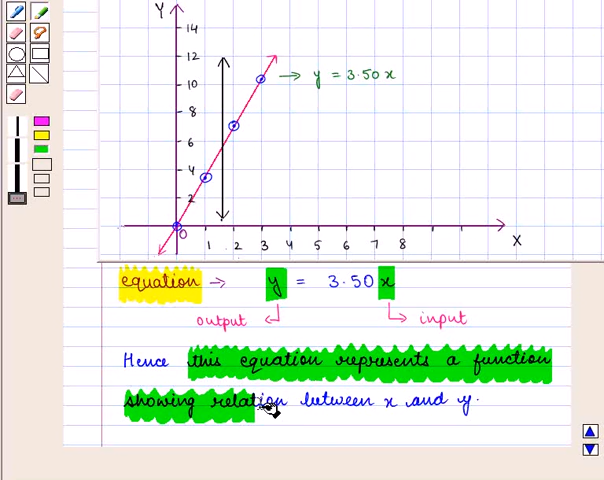 Y
14
12
10
8
6
4
2
→ y = 3.50 x
0 1 2 3 4 5 6 7 8 X
equation → y = 3.50 x
output input
Hence this equation represents a function
showing relation between x and y.